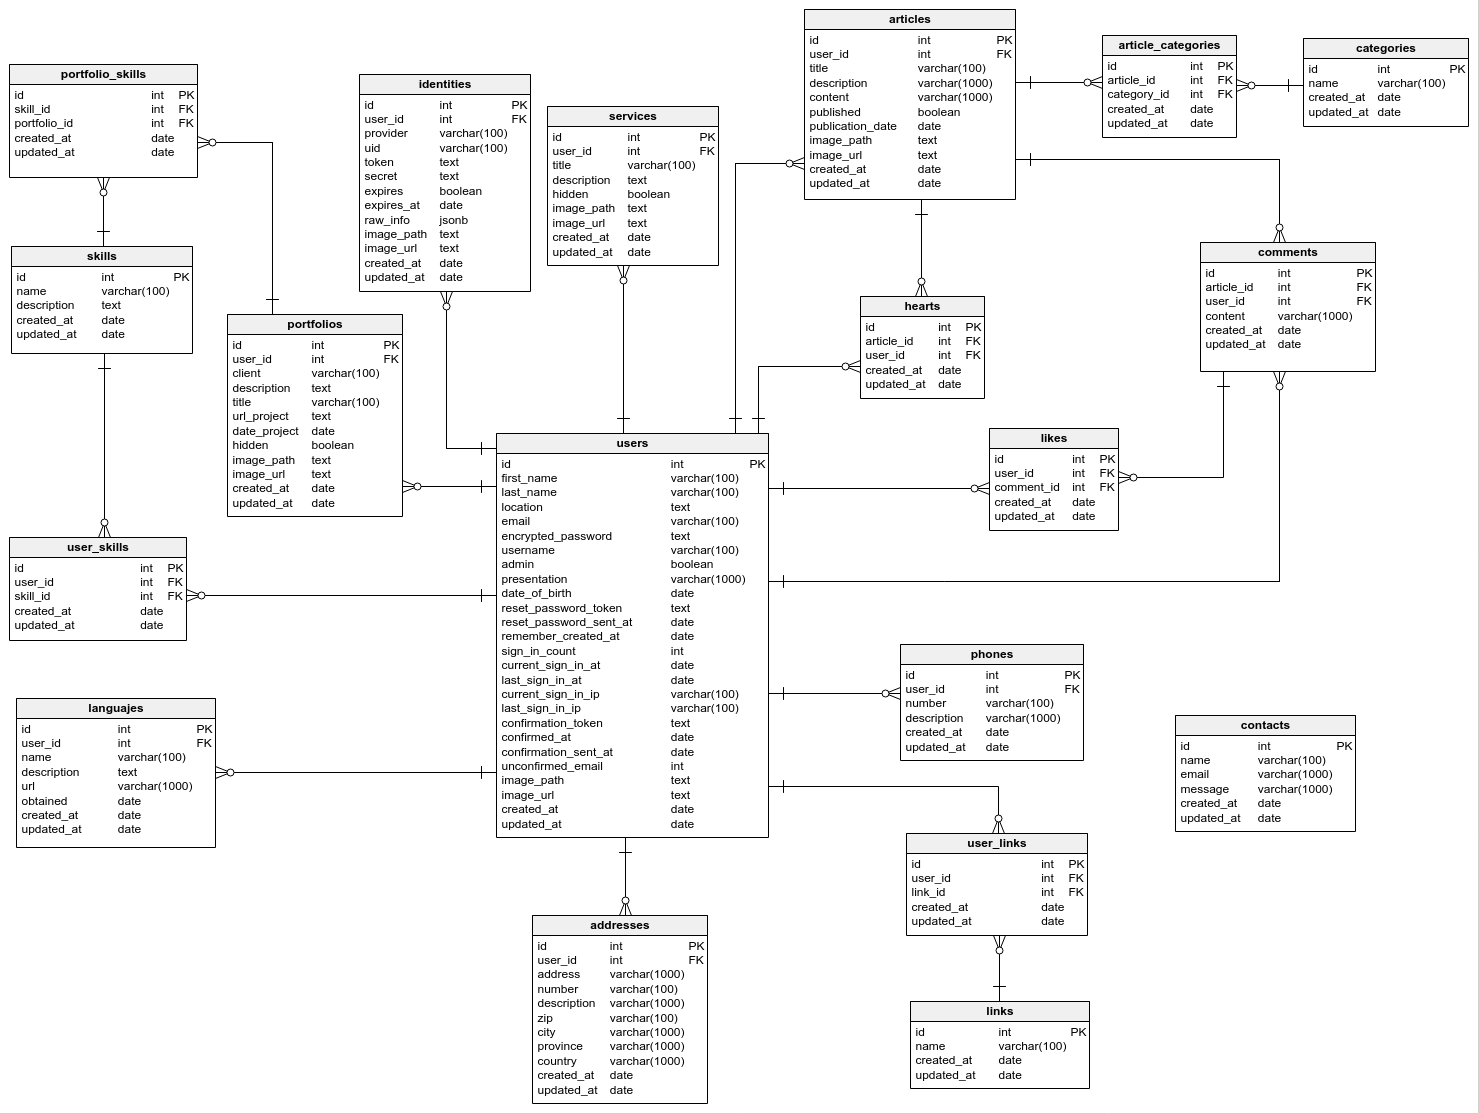 articles
id int PK
user_id int FK
title varchar(100)
description varchar(1000)
content varchar(1000)
published boolean
publication_date date
image_path text
image_url text
created_at date
updated_at date
article_categories
id int PK
article_id int FK
category_id int FK
created_at date
updated_at date
categories
id int PK
name varchar(100)
created_at date
updated_at date
portfolio_skills
id int PK
skill_id int FK
portfolio_id int FK
created_at date
updated_at date
identities
id int PK
user_id int FK
provider varchar(100)
uid varchar(100)
token text
secret text
expires boolean
expires_at date
raw_info jsonb
image_path text
image_url text
created_at date
updated_at date
services
id int PK
user_id int FK
title varchar(100)
description text
hidden boolean
image_path text
image_url text
created_at date
updated_at date
skills
id int PK
name varchar(100)
description text
created_at date
updated_at date
comments
id int PK
article_id int FK
user_id int FK
content varchar(1000)
created_at date
updated_at date
hearts
id int PK
article_id int FK
user_id int FK
created_at date
updated_at date
portfolios
id int PK
user_id int FK
client varchar(100)
description text
title varchar(100)
url_project text
date_project date
hidden boolean
image_path text
image_url text
created_at date
updated_at date
users
id int PK
first_name varchar(100)
last_name varchar(100)
location text
email varchar(100)
encrypted_password text
username varchar(100)
admin boolean
presentation varchar(1000)
date_of_birth date
reset_password_token text
reset_password_sent_at date
remember_created_at date
sign_in_count int
current_sign_in_at date
last_sign_in_at date
current_sign_in_ip varchar(100)
last_sign_in_ip varchar(100)
confirmation_token text
confirmed_at date
confirmation_sent_at date
unconfirmed_email int
image_path text
image_url text
created_at date
updated_at date
likes
id int PK
user_id int FK
comment_id int FK
created_at date
updated_at date
user_skills
id int PK
user_id int FK
skill_id int FK
created_at date
updated_at date
phones
id int PK
user_id int FK
number varchar(100)
description varchar(1000)
created_at date
updated_at date
languajes
id int PK
user_id int FK
name varchar(100)
description text
url varchar(1000)
obtained date
created_at date
updated_at date
contacts
id int PK
name varchar(100)
email varchar(1000)
message varchar(1000)
created_at date
updated_at date
user_links
id int PK
user_id int FK
link_id int FK
created_at date
updated_at date
addresses
id int PK
user_id int FK
address varchar(1000)
number varchar(100)
description varchar(1000)
zip varchar(100)
city varchar(1000)
province varchar(1000)
country varchar(1000)
created_at date
updated_at date
links
id int PK
name varchar(100)
created_at date
updated_at date